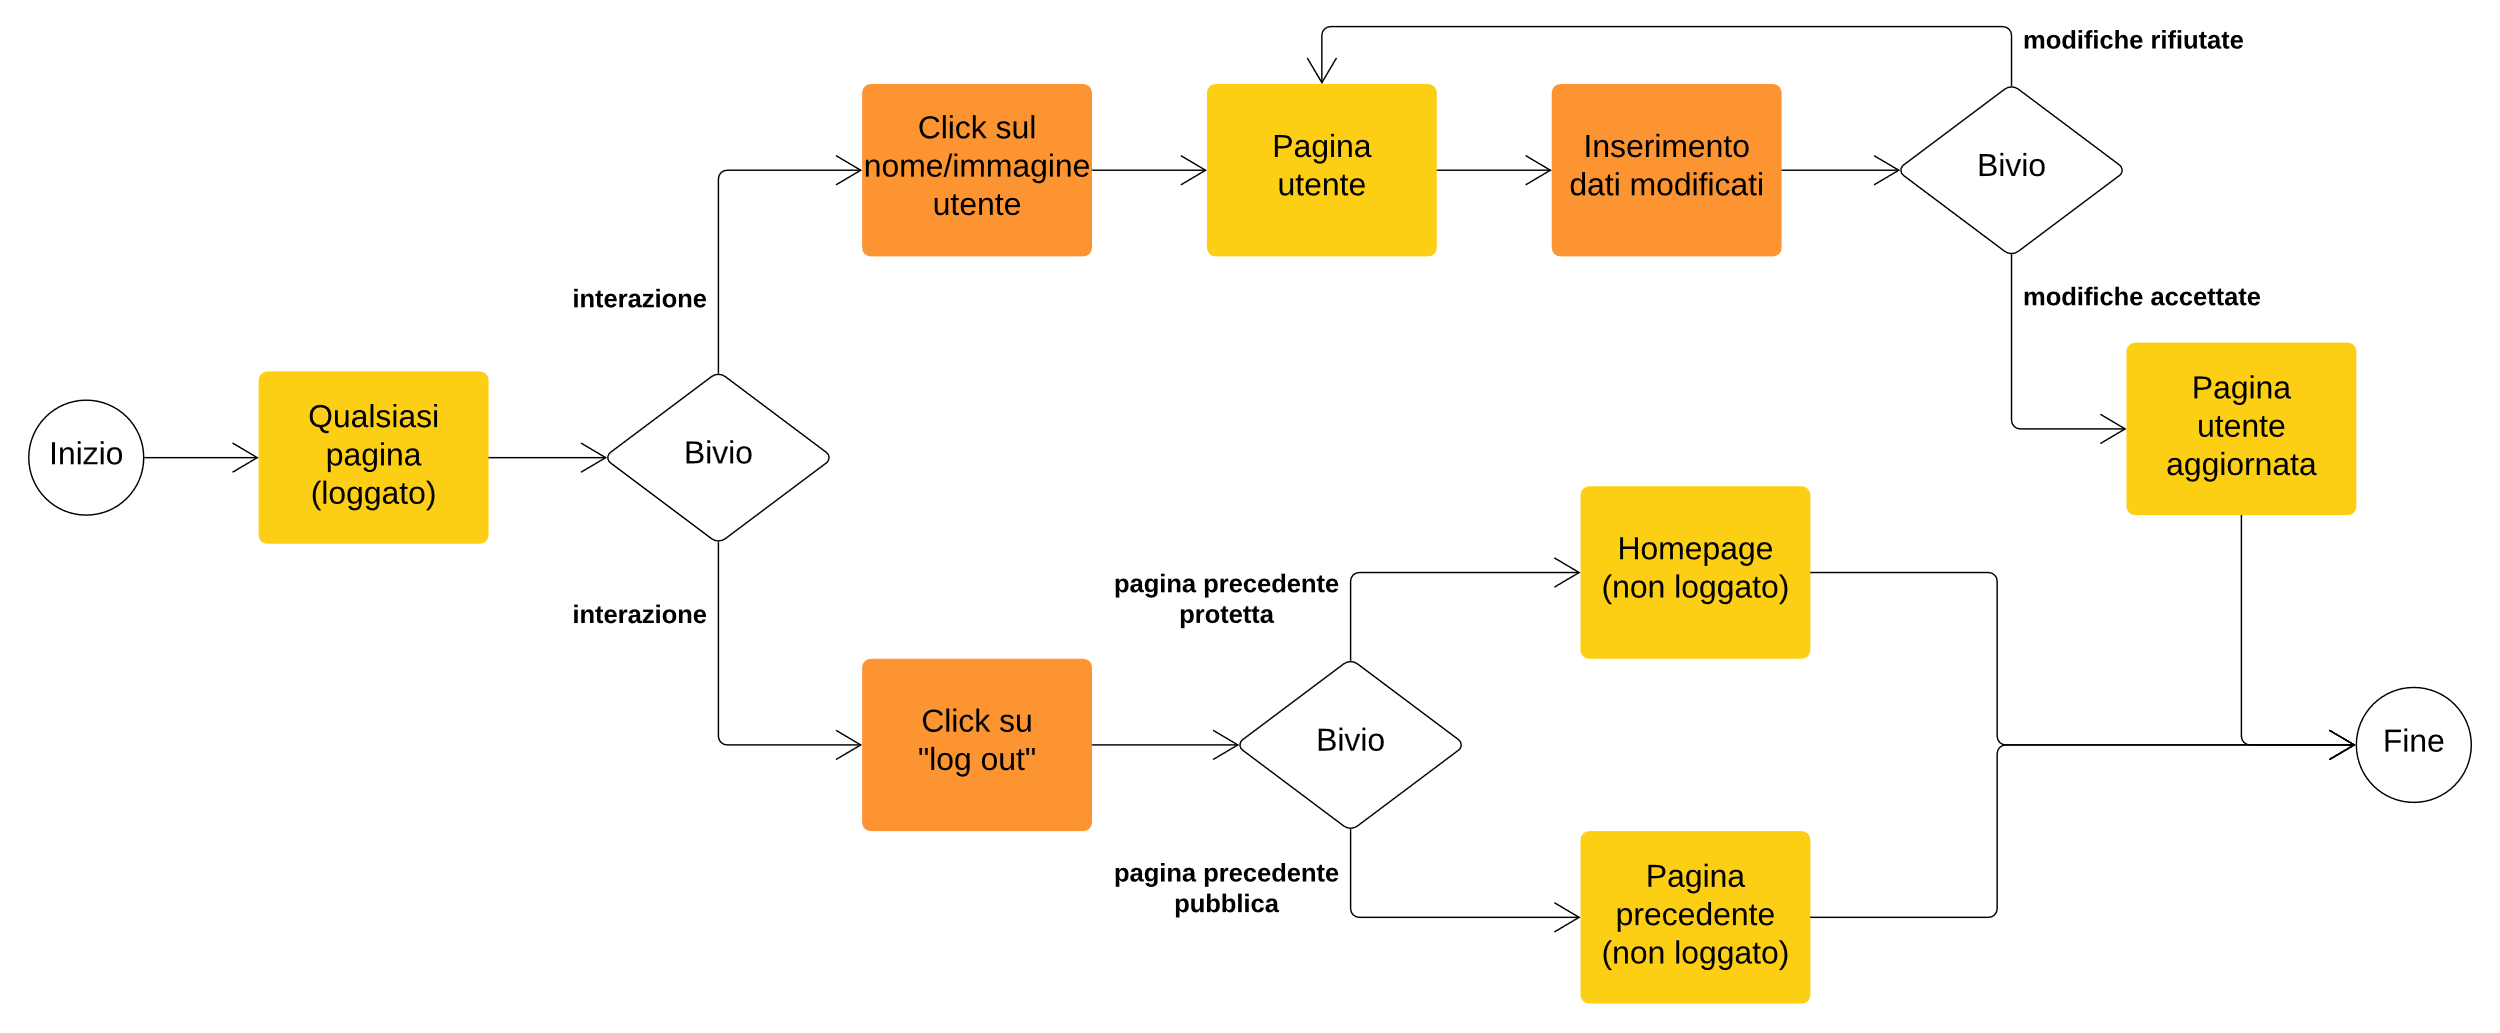 modifiche rifiutate
Click sul
nome/immagine
utente
Pagina
utente
Inserimento
dati modificati
Bivio
interazione
modifiche accettate
Inizio
Qualsiasi
pagina
(loggato)
Bivio
Pagina
utente
aggiornata
interazione
pagina precedente
protetta
Homepage
(non loggato)
Click su
"log out"
Bivio
Fine
pagina precedente
pubblica
Pagina
precedente
(non loggato)